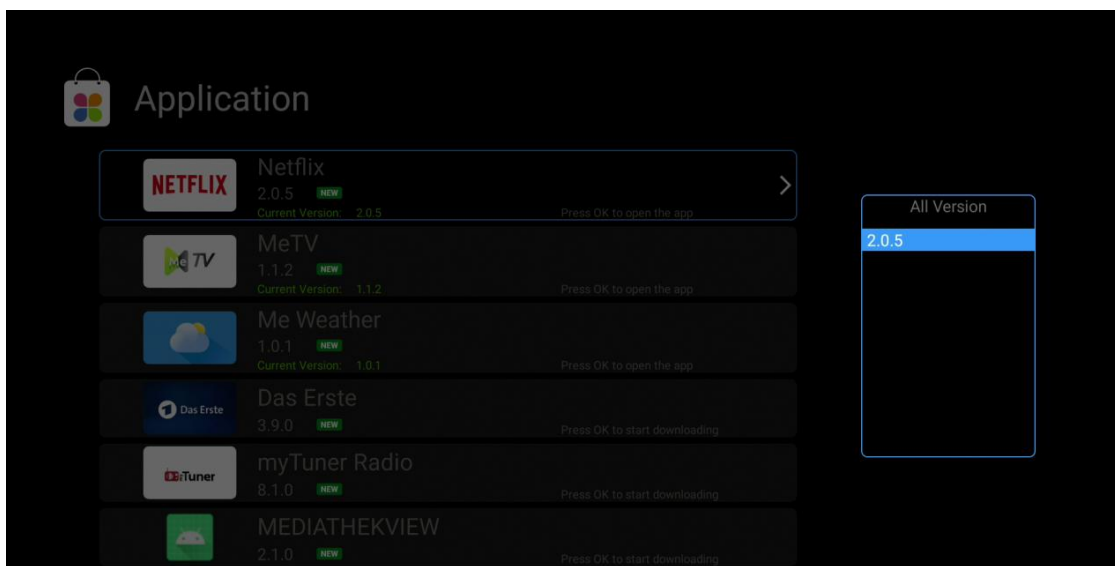 Application
NETFLIX
Netflix
2.0.5 NEW
Current Version: 2.0.5 Press OK to open the app
Me TV
MeTV
1.1.2 NEW
Current Version: 1.1.2 Press OK to open the app
Me Weather
1.0.1 NEW
Current Version: 1.0.1 Press OK to open the app
1 Das Erste
Das Erste
3.9.0 NEW
Press OK to start downloading
Tuner
myTuner Radio
8.1.0 NEW
Press OK to start downloading
MEDIATHEKVIEW
2.1.0 NEW
Press OK to start downloading
All Version
2.0.5